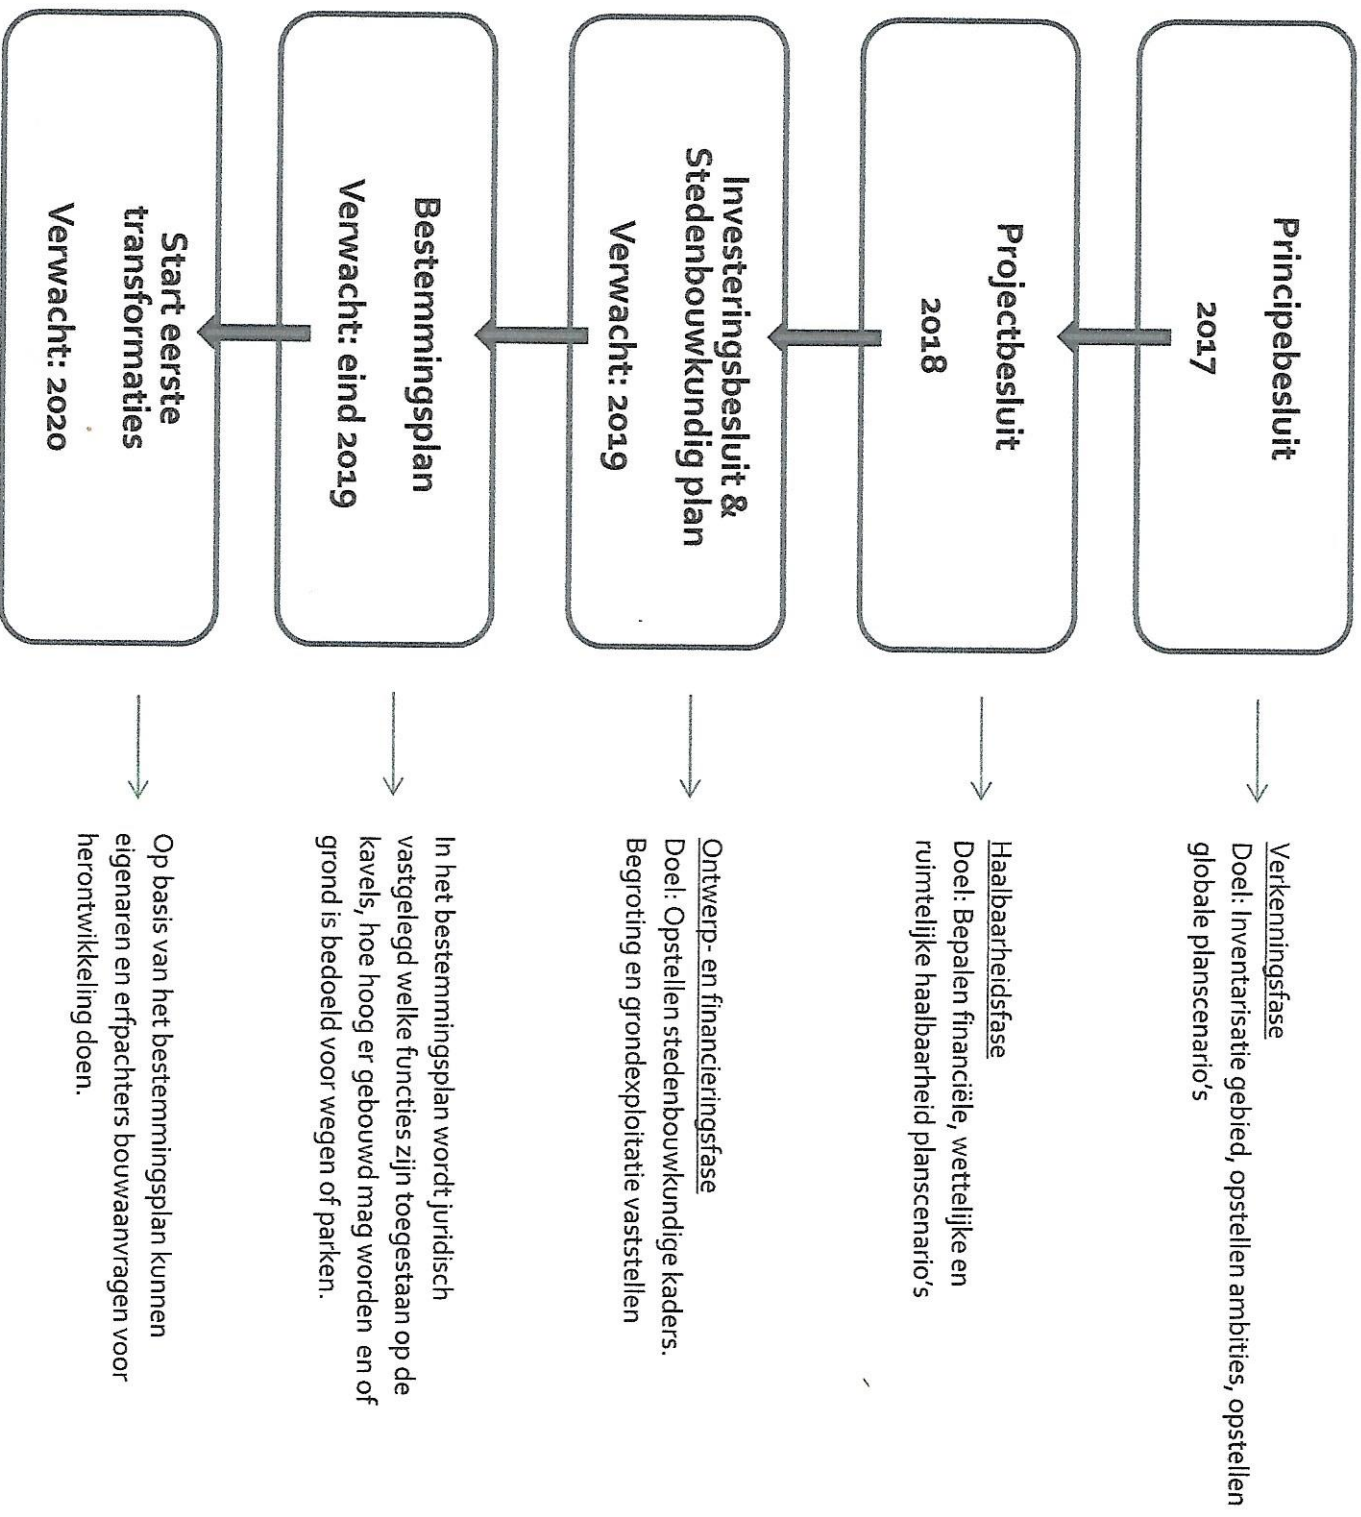 Principebesluit
2017
Verkenningsfase
Doel: Inventarisatie gebied, opstellen ambities, opstellen
globale planscenario's
Projectbesluit
2018
Haalbaarheidsfase
Doel: Bepalen financiële, wettelijke en
ruimtelijke haalbaarheid planscenario's
Investeringsbesluit &
Stedenbouwkundig plan
Verwacht: 2019
Ontwerp- en financieringsfase
Doel: Opstellen stedenbouwkundige kaders.
Begroting en grondexploitatie vaststellen
Bestemmingsplan
Verwacht: eind 2019
In het bestemmingsplan wordt juridisch
vastgelegd welke functies zijn toegestaan op de
kavels, hoe hoog er gebouwd mag worden en of
grond is bedoeld voor wegen of parken.
Start eerste
transformaties
Verwacht: 2020
Op basis van het bestemmingsplan kunnen
eigenaren en erfpachters bouwaanvragen voor
herontwikkeling doen.